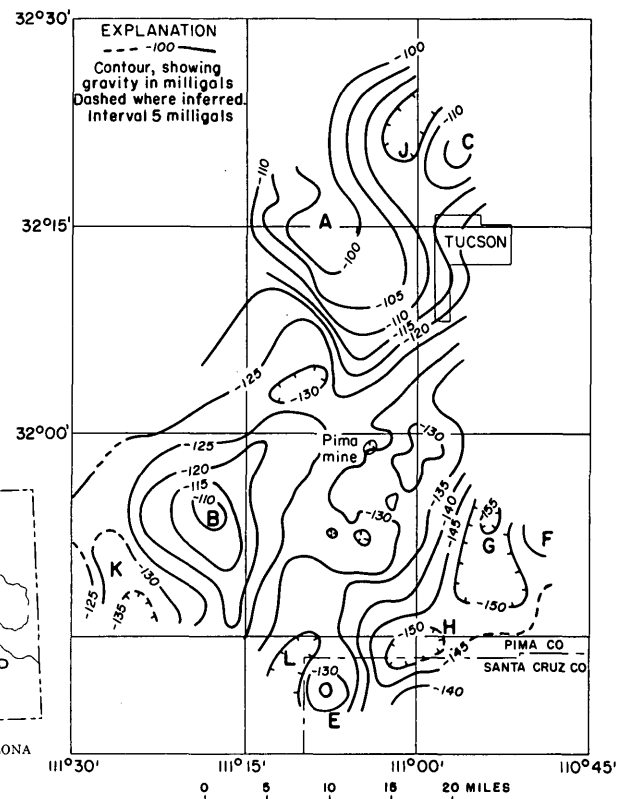 32°30'
EXPLANATION
-100
Contour, showing
gravity in milligals
Dashed where inferred.
Interval 5 milligals
-100
-110
-110
J
C
32°15'
A
TUCSON
-100
-105
-110
-115
-120
-125
-130
32°00'
Pima
mine
-130
-125
-120
-115
-110
B
-130
-135
-140
-145
-155
G
F
K
-130
-125
-135
-150
-150
H
-145
PIMA CO
SANTA CRUZ CO
L
-130
-140
E
ONA
111°30'
111°15'
111°00'
110°45'
0 5 10 15 20 MILES